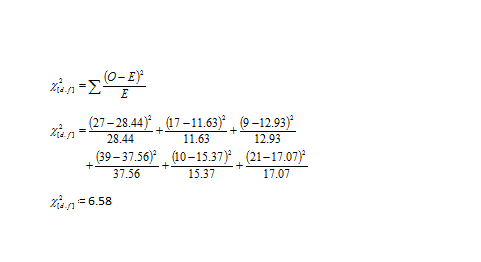 χ²[d.f] = ∑ (O−E)² / E
χ²[d.f] = (27−28.44)² / 28.44 + (17−11.63)² / 11.63 + (9−12.93)² / 12.93
+ (39−37.56)² / 37.56 + (10−15.37)² / 15.37 + (21−17.07)² / 17.07
χ²[d.f] = 6.58